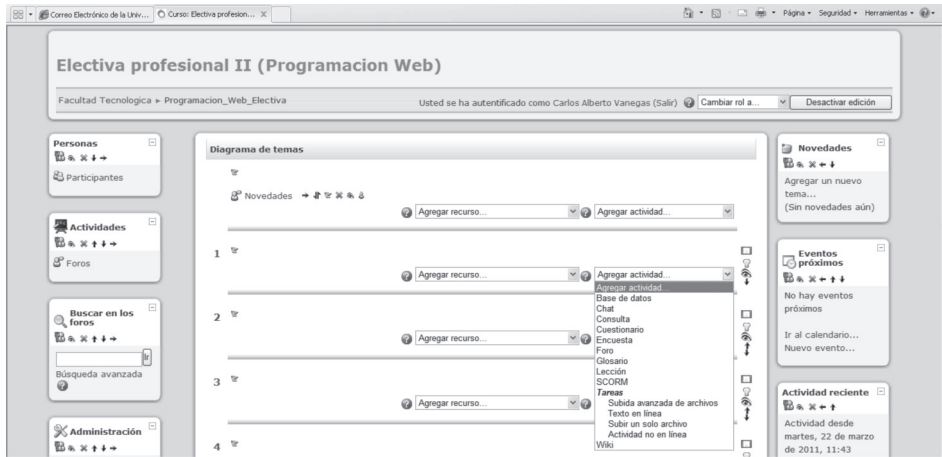 Correo Electrónico de la Univ...
Curso: Electiva profesion...
X
Página
Seguridad
Herramientas
Electiva profesional II (Programacion Web)
Facultad Tecnologica ► Programacion_Web_Electiva
Usted se ha autentificado como Carlos Alberto Vanegas (Salir)
Cambiar rol a...
Desactivar edición
Personas
Participantes
Actividades
Foros
Buscar en los
foros
Ir
Búsqueda avanzada
Administración
Diagrama de temas
Novedades
Agregar recurso...
Agregar actividad...
1
Agregar recurso...
Agregar actividad...
Agregar actividad...
Base de datos
Chat
Consulta
Cuestionario
Encuesta
Foro
Glosario
Lección
SCORM
Tareas
Subida avanzada de archivos
Texto en línea
Subir un solo archivo
Actividad no en línea
Wiki
2
Agregar recurso...
3
Agregar recurso...
4
Novedades
Agregar un nuevo
tema...
(Sin novedades aún)
Eventos
próximos
No hay eventos
próximos
Ir al calendario...
Nuevo evento...
Actividad reciente
Actividad desde
martes, 22 de marzo
de 2011, 11:43